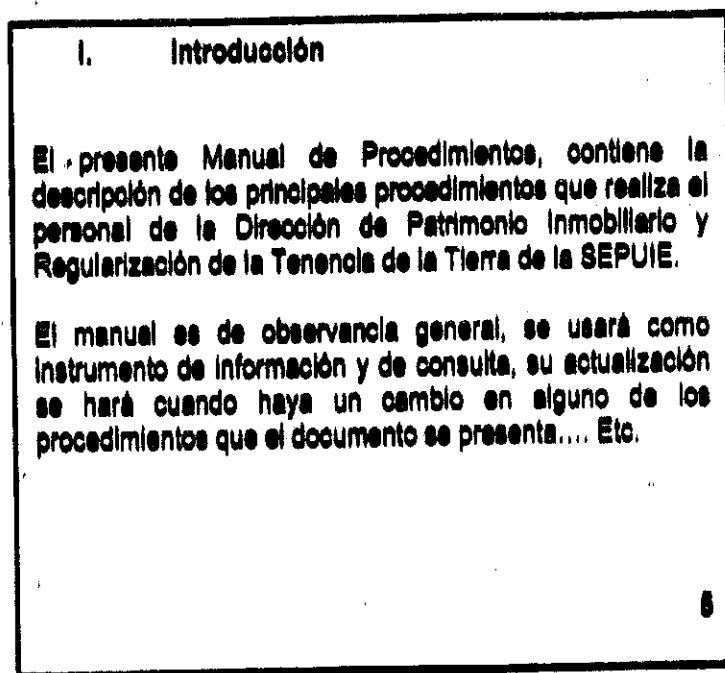 I. Introducción
El presente Manual de Procedimientos, contiene la
descripción de los principales procedimientos que realiza el
personal de la Dirección de Patrimonio Inmobiliario y
Regularización de la Tenencia de la Tierra de la SEPUIE.
El manual es de observancia general, se usará como
instrumento de información y de consulta, su actualización
se hará cuando haya un cambio en alguno de los
procedimientos que el documento se presenta.... Etc.